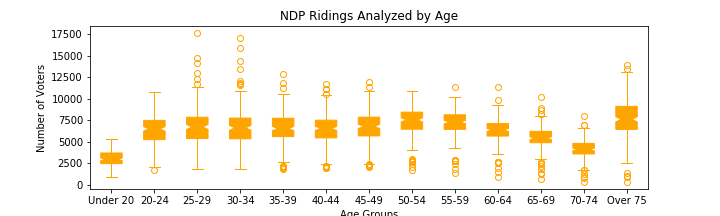 NDP Ridings Analyzed by Age
Number of Voters
17500
15000
12500
10000
7500
5000
2500
0
Under 20 20-24 25-29 30-34 35-39 40-44 45-49 50-54 55-59 60-64 65-69 70-74 Over 75
Age Groups